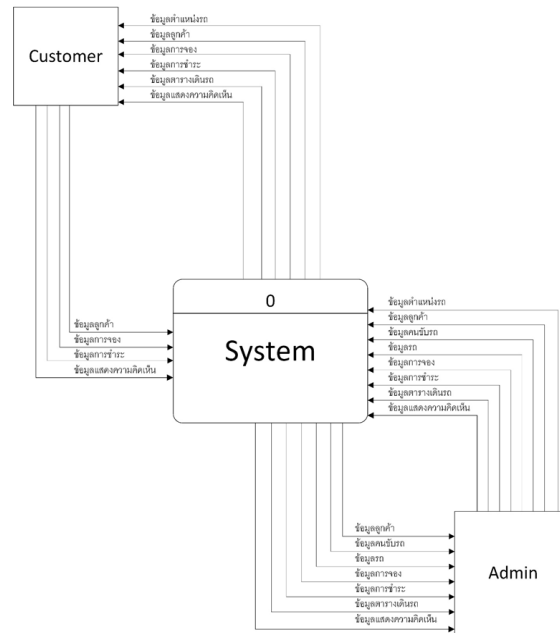 ข้อมูลตำแหน่งรถ
ข้อมูลลูกค้า
ข้อมูลการจอง
ข้อมูลการชำระ
ข้อมูลตารางเดินรถ
ข้อมูลแสดงความคิดเห็น
Customer
0
System
ข้อมูลลูกค้า
ข้อมูลการจอง
ข้อมูลการชำระ
ข้อมูลแสดงความคิดเห็น
ข้อมูลตำแหน่งรถ
ข้อมูลลูกค้า
ข้อมูลคนขับรถ
ข้อมูลรถ
ข้อมูลการจอง
ข้อมูลการชำระ
ข้อมูลตารางเดินรถ
ข้อมูลแสดงความคิดเห็น
ข้อมูลลูกค้า
ข้อมูลคนขับรถ
ข้อมูลรถ
ข้อมูลการจอง
ข้อมูลการชำระ
ข้อมูลตารางเดินรถ
ข้อมูลแสดงความคิดเห็น
Admin